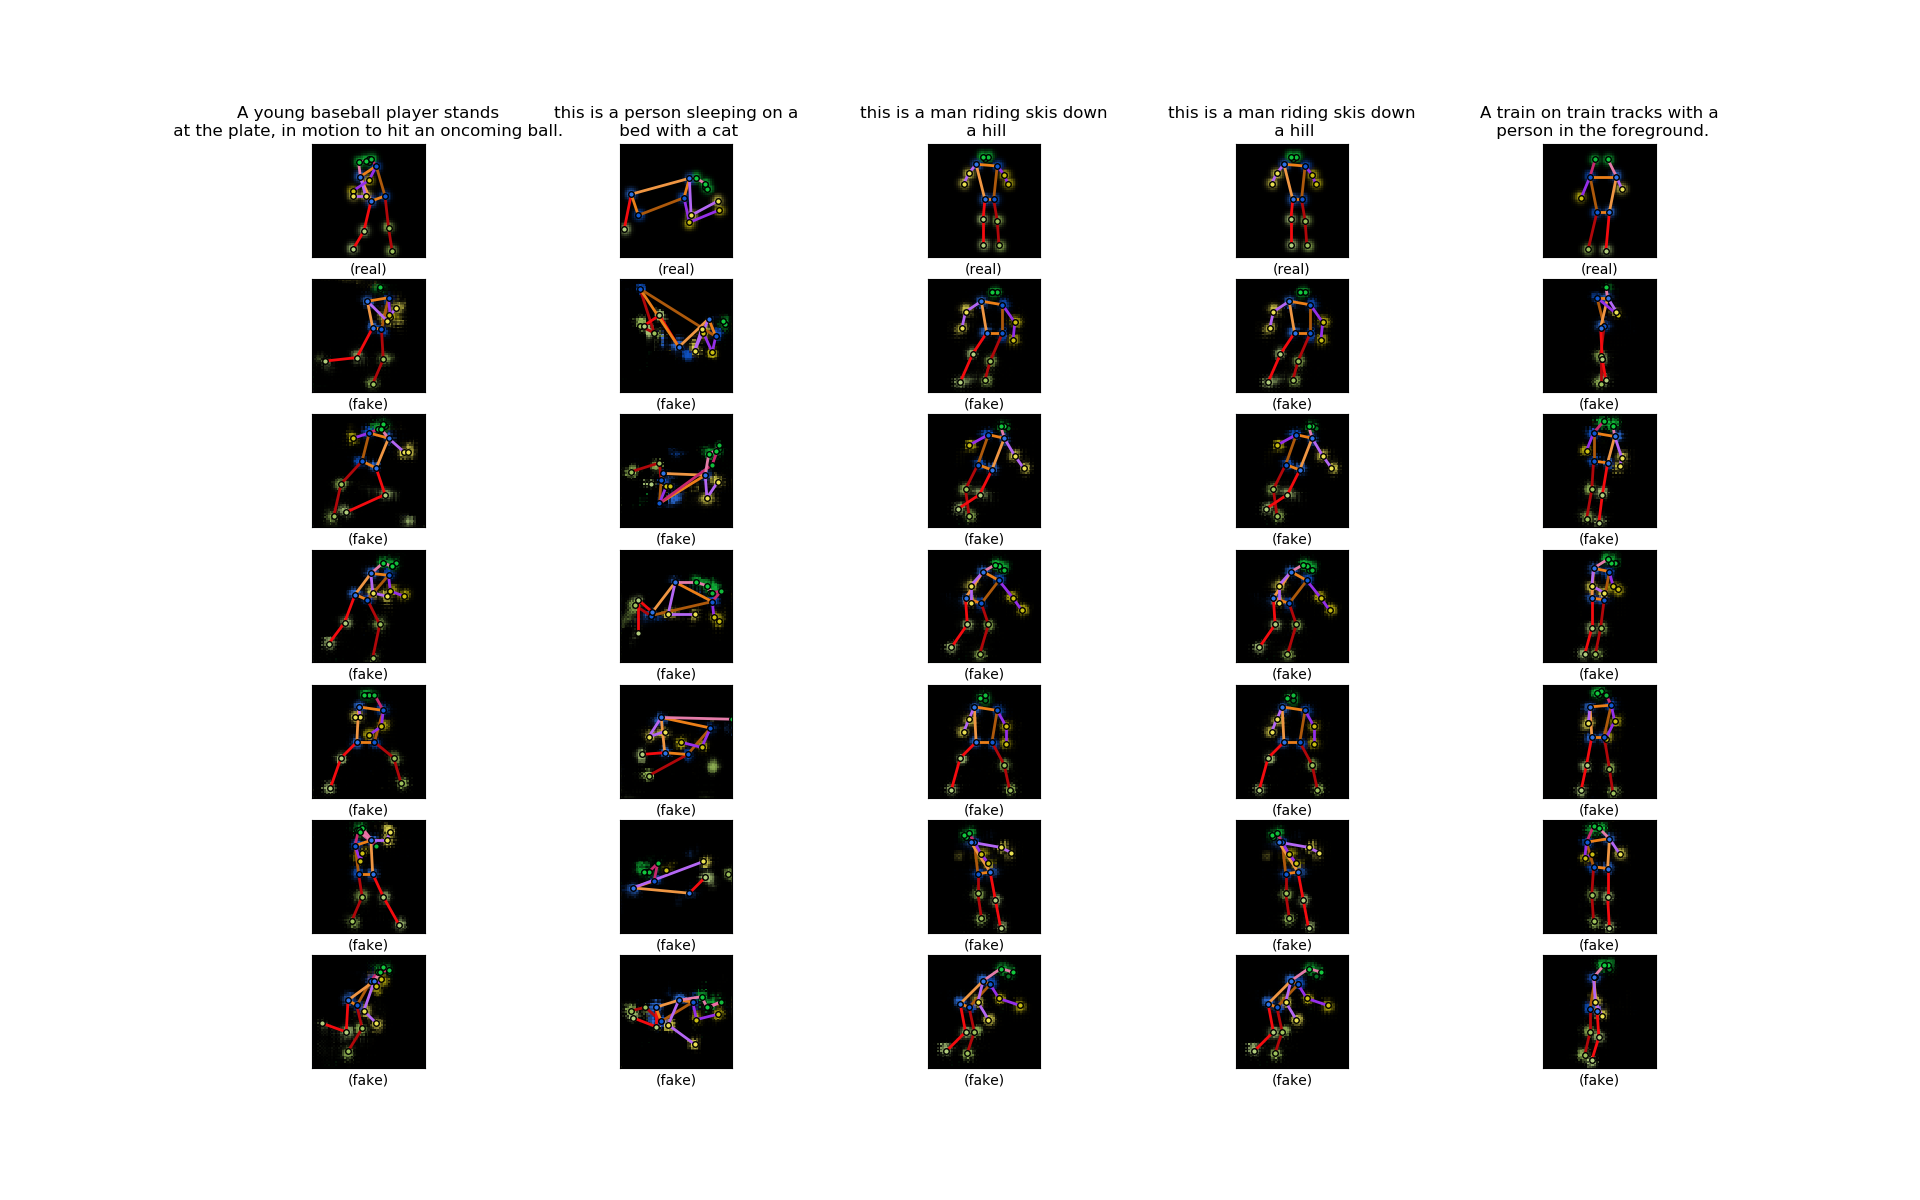 A young baseball player stands
at the plate, in motion to hit an oncoming ball.
this is a person sleeping on a
bed with a cat
this is a man riding skis down
a hill
this is a man riding skis down
a hill
A train on train tracks with a
person in the foreground.
(real) (real) (real) (real) (real)
(fake) (fake) (fake) (fake) (fake)
(fake) (fake) (fake) (fake) (fake)
(fake) (fake) (fake) (fake) (fake)
(fake) (fake) (fake) (fake) (fake)
(fake) (fake) (fake) (fake) (fake)
(fake) (fake) (fake) (fake) (fake)